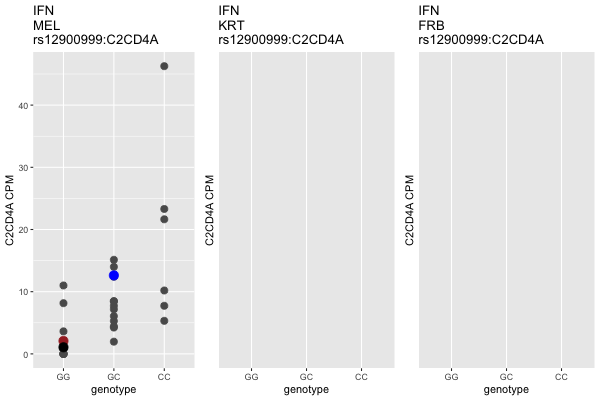 IFN
MEL
rs12900999:C2CD4A
IFN
KRT
rs12900999:C2CD4A
IFN
FRB
rs12900999:C2CD4A
C2CD4A CPM
40
30
20
10
0
GG GC CC
genotype
C2CD4A CPM
GG GC CC
genotype
C2CD4A CPM
GG GC CC
genotype